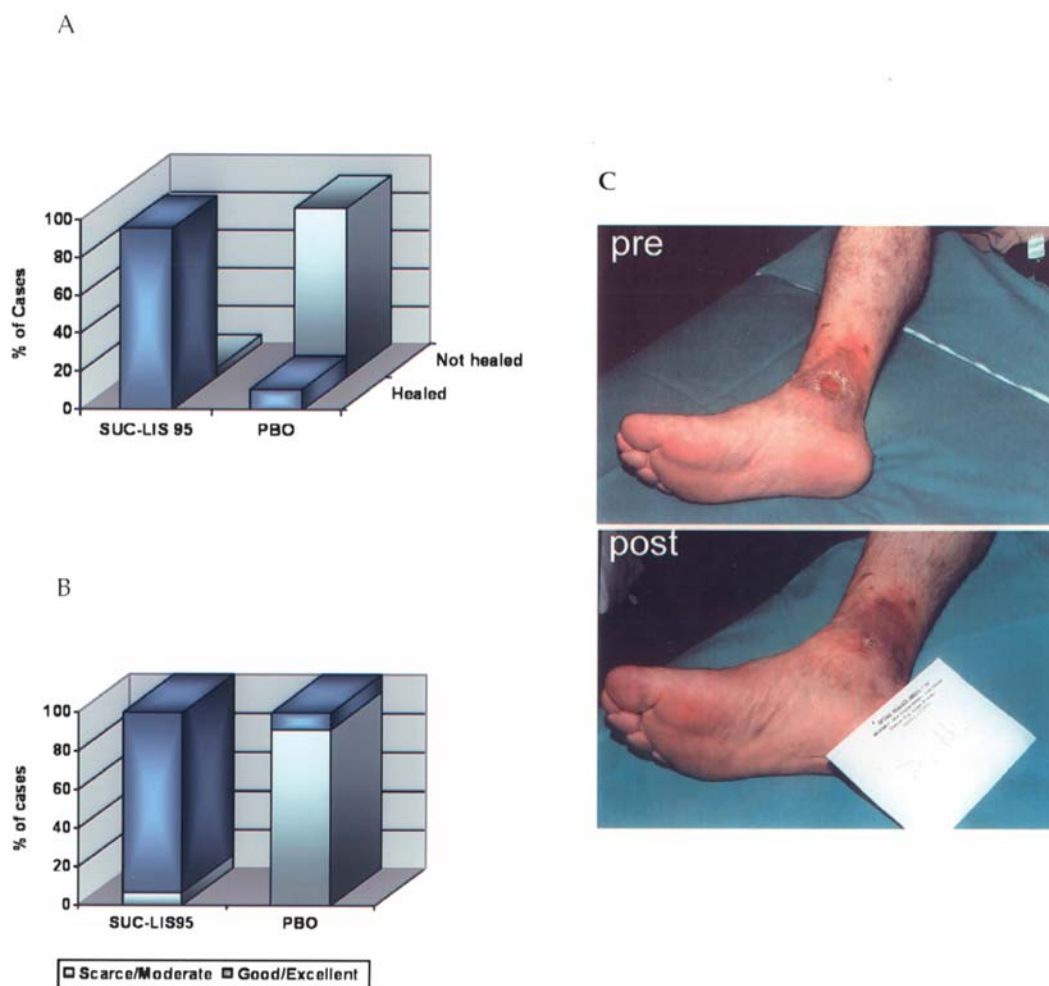 A
100
80
60
40
20
0
% of Cases
SUC-LIS 95
PBO
Healed
Not healed
B
100
80
60
40
20
0
% of cases
SUC-LIS95
PBO
Scarce/Moderate
Good/Excellent
C
pre
post